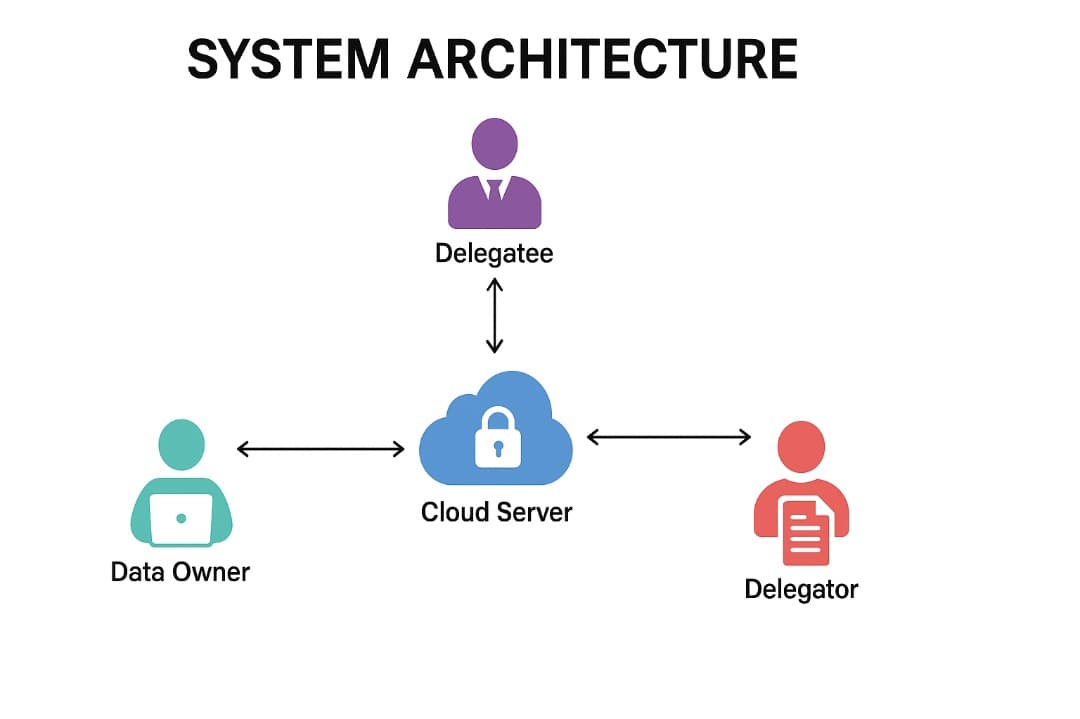 SYSTEM ARCHITECTURE
Delegatee
Cloud Server
Data Owner
Delegator